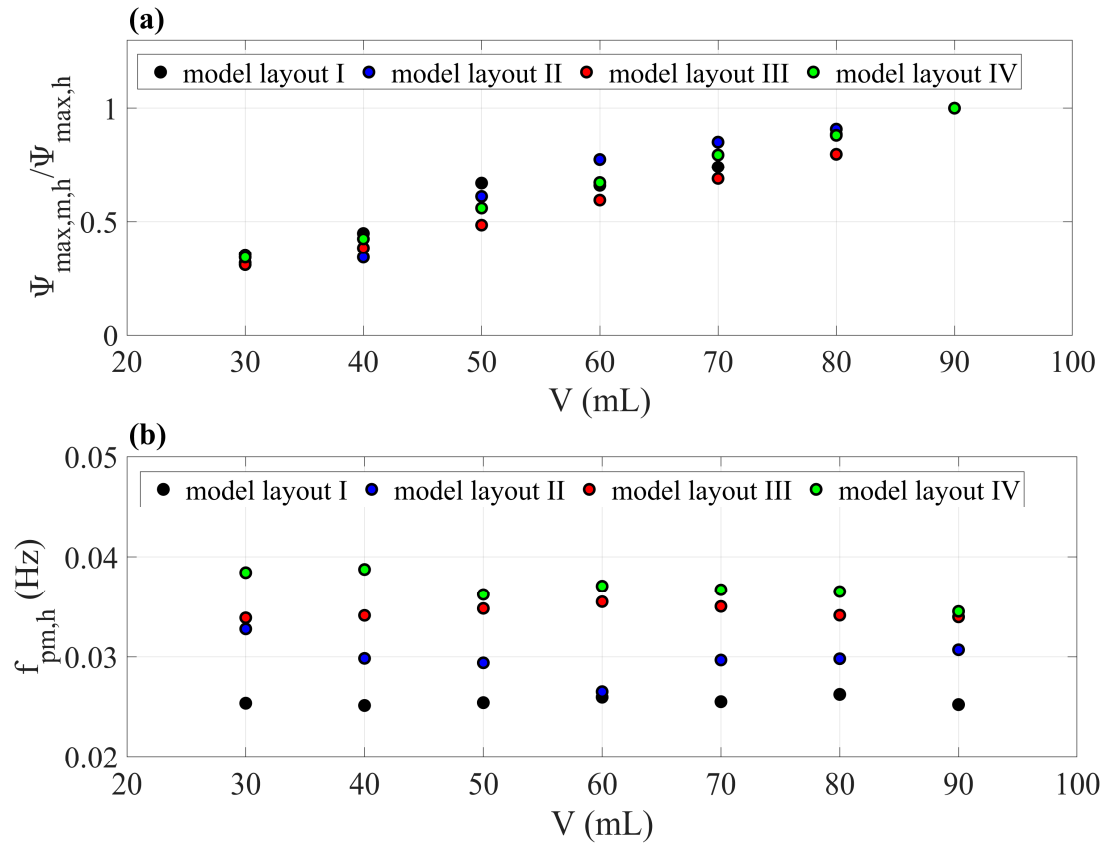 (a)
model layout I model layout II model layout III model layout IV
1
0.5
0
Ψmax,m,h/Ψmax,h
20 30 40 50 60 70 80 90 100
V (mL)
(b)
0.05
model layout I model layout II model layout III model layout IV
0.04
0.03
0.02
fpm,h (Hz)
20 30 40 50 60 70 80 90 100
V (mL)